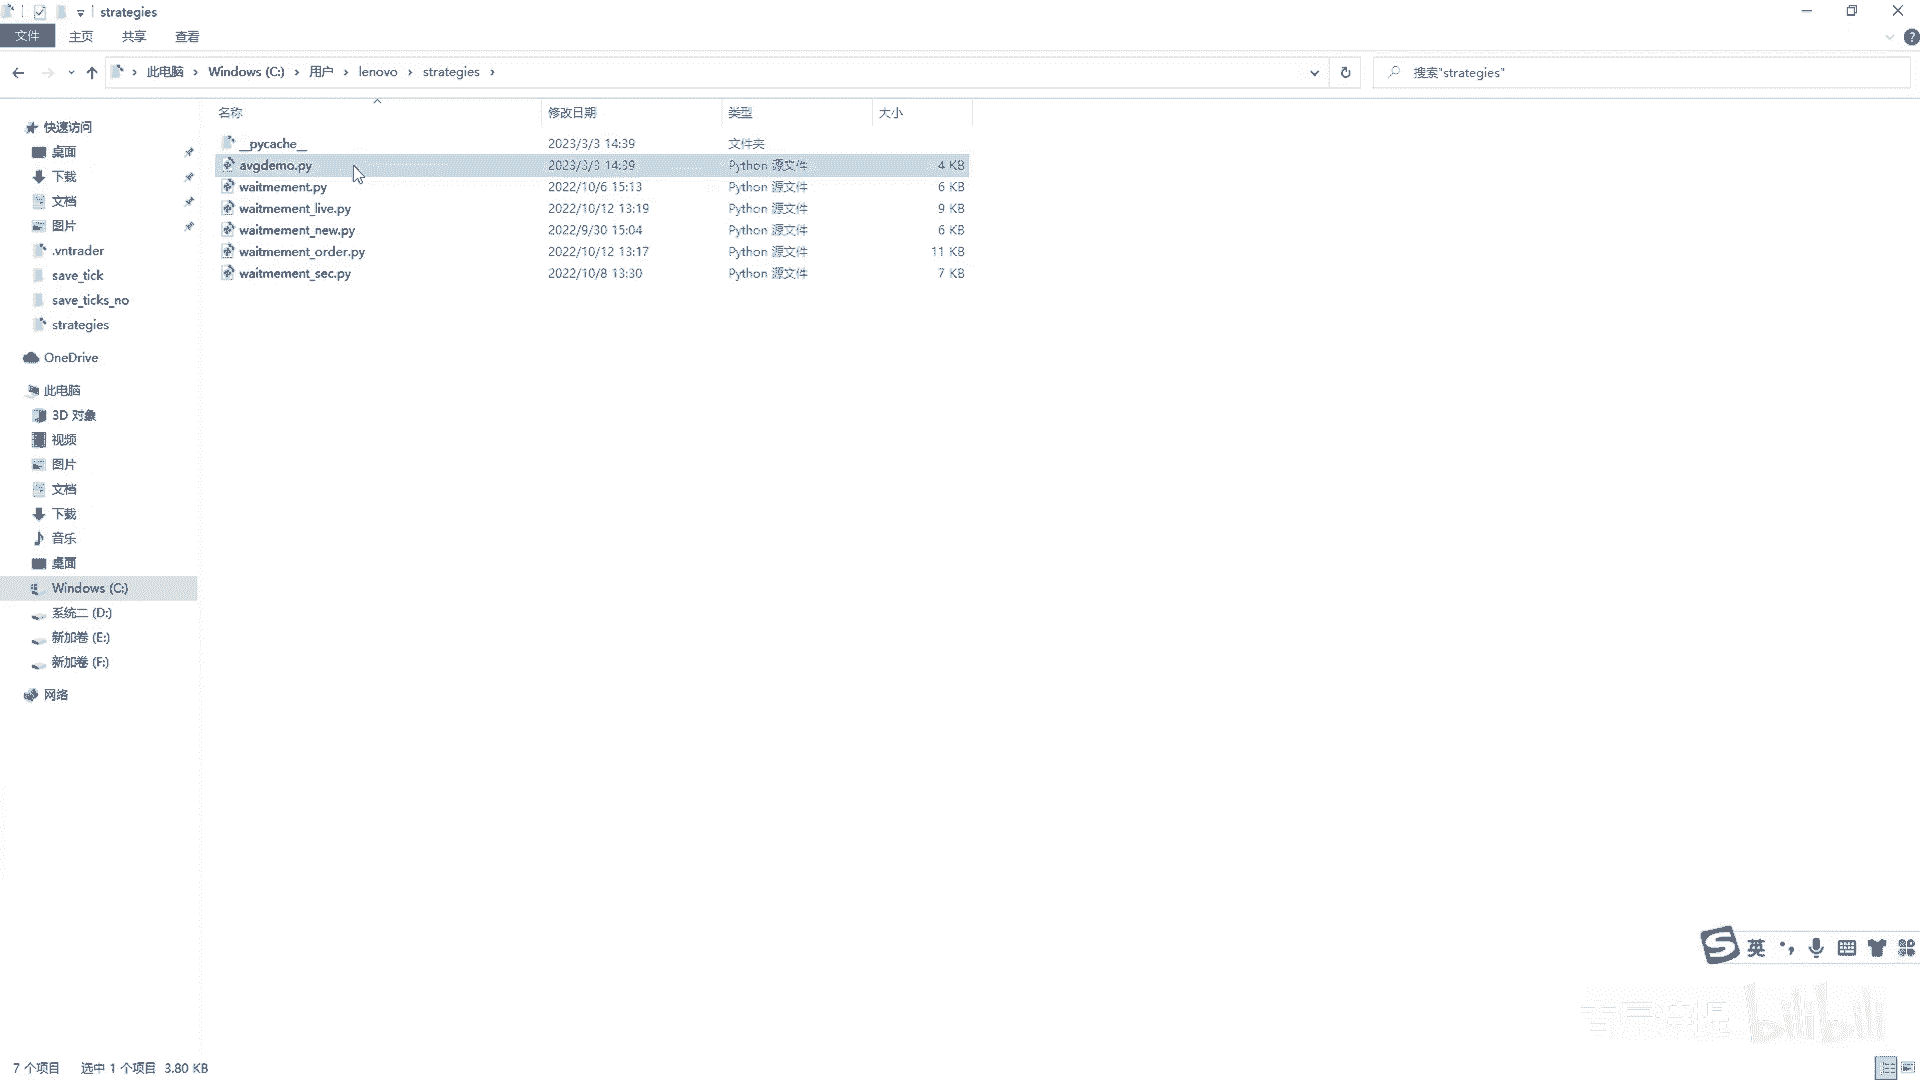 strategies
文件 主页 共享 查看
此电脑 Windows (C:) 用户 lenovo strategies 搜索"strategies"
名称 修改日期 类型 大小
快速访问
桌面
下载
文档
图片
.vntrader
save_tick
save_ticks_no
strategies
OneDrive
此电脑
3D 对象
视频
图片
文档
下载
音乐
桌面
Windows (C:)
系统二 (D:)
新加卷 (E:)
新加卷 (F:)
网络
__pycache__ 2023/3/3 14:39 文件夹
avgdemo.py 2023/3/3 14:39 Python 源文件 4 KB
waitmement.py 2022/10/6 15:13 Python 源文件 6 KB
waitmement_live.py 2022/10/12 13:19 Python 源文件 9 KB
waitmement_new.py 2022/9/30 15:04 Python 源文件 6 KB
waitmement_order.py 2022/10/12 13:17 Python 源文件 11 KB
waitmement_sec.py 2022/10/8 13:30 Python 源文件 7 KB
S 英
bilibili
7 个项目 选中 1 个项目 3.80 KB